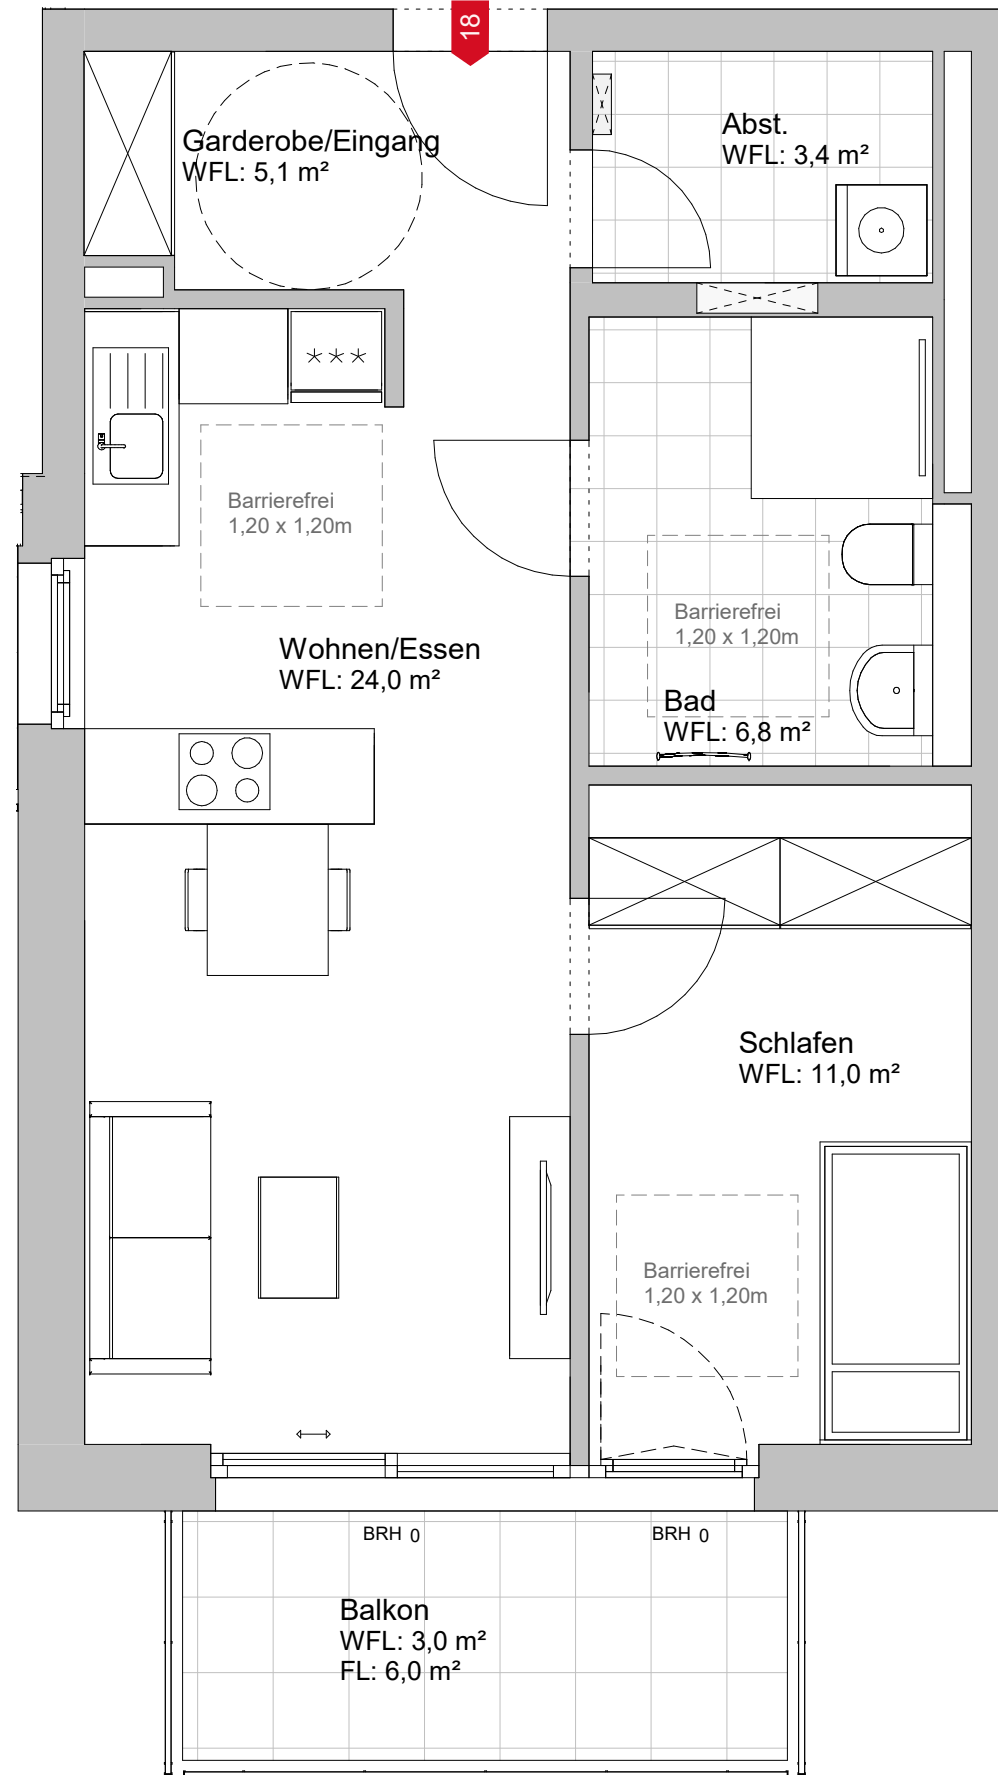 18
Garderobe/Eingang
WFL: 5,1 m²
Abst.
WFL: 3,4 m²
Barrierefrei
1,20 x 1,20m
Wohnen/Essen
WFL: 24,0 m²
Barrierefrei
1,20 x 1,20m
Bad
WFL: 6,8 m²
Schlafen
WFL: 11,0 m²
Barrierefrei
1,20 x 1,20m
BRH 0
BRH 0
Balkon
WFL: 3,0 m²
FL: 6,0 m²